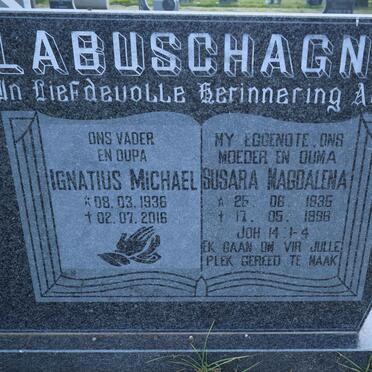 LABUSCHAGN
In Liefdevolle Herinnering A
ONS VADER
EN OUPA
IGNATIUS MICHAEL
* 08. 03. 1936
✝ 02. 07. 2016
MY EGGENOTE, ONS
MOEDER EN OUMA
SUSARA MAGDALENA
* 25. 06. 1935
✝ 17. 05. 1998
JOH 14:1-4
EK GAAN OM VIR JULLE
PLEK GEREED TE MAAK